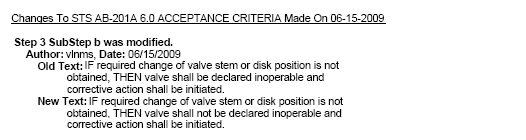 Changes To STS AB-201A 6.0 ACCEPTANCE CRITERIA Made On 06-15-2009
Step 3 SubStep b was modified.
Author: vlnms, Date: 06/15/2009
Old Text: IF required change of valve stem or disk position is not
obtained, THEN valve shall be declared inoperable and
corrective action shall be initiated.
New Text: IF required change of valve stem or disk position is not
obtained, THEN valve shall not be declared inoperable and
corrective action shall be initiated.